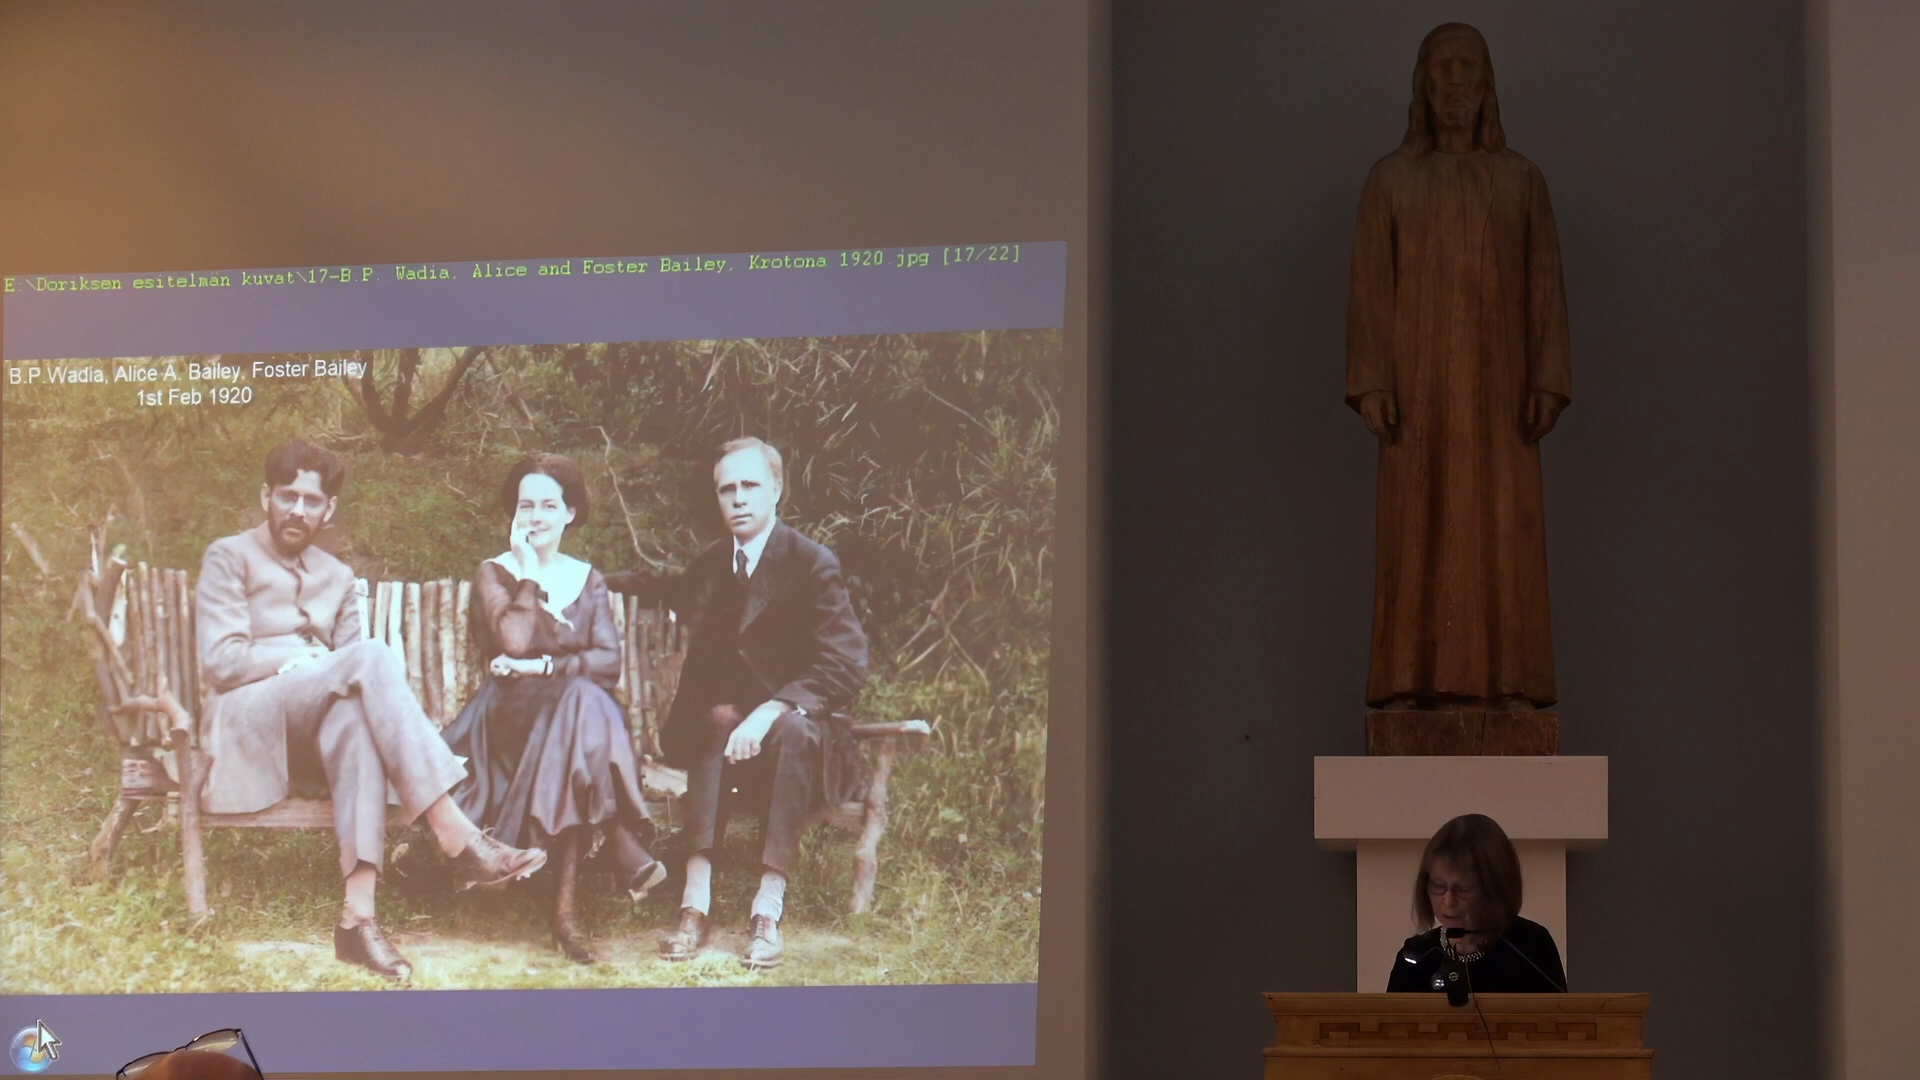 E:\Doriksen esitelmän kuvat\17-B.P. Wadia, Alice and Foster Bailey, Krotona 1920.jpg [17/22]
B.P.Wadia, Alice A. Bailey, Foster Bailey
1st Feb 1920